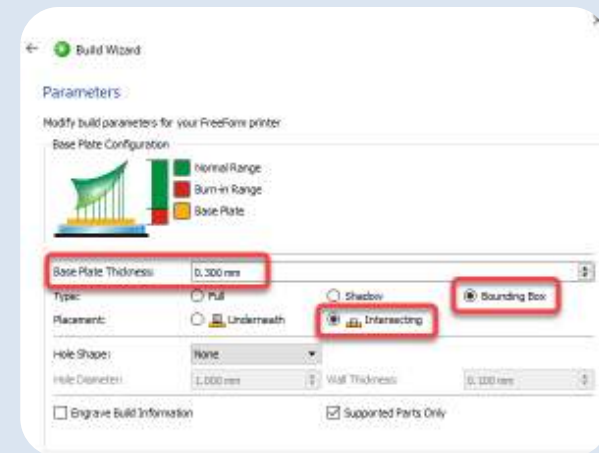 Build Wizard
Parameters
Modify build parameters for your FreeForm printer
Base Plate Configuration
Normal Range
Burn-in Range
Base Plate
Base Plate Thickness: 0.300 mm
Type: Full Shadow Bounding Box
Placement: Underneath Intersecting
Hole Shape: None
Hole Diameter: 1.000 mm Wall Thickness: 0.100 mm
Engrave Build Information Supported Parts Only